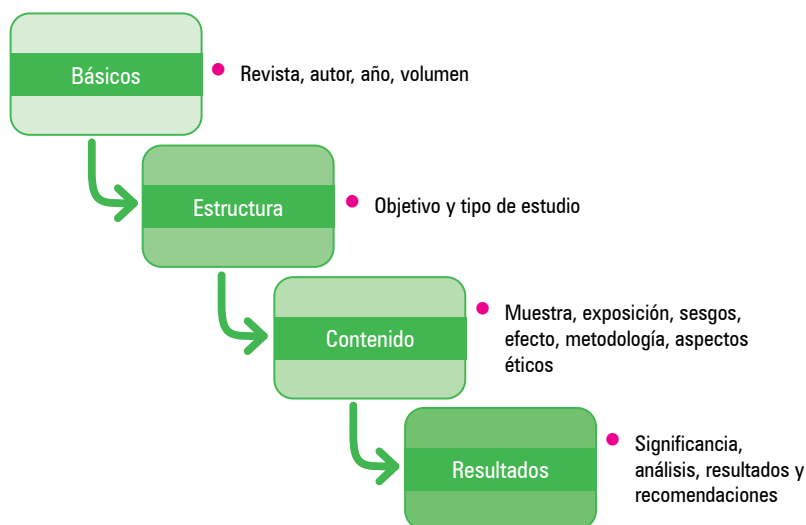 Básicos
Revista, autor, año, volumen
Estructura
Objetivo y tipo de estudio
Contenido
Muestra, exposición, sesgos,
efecto, metodología, aspectos
éticos
Resultados
Significancia,
análisis, resultados y
recomendaciones